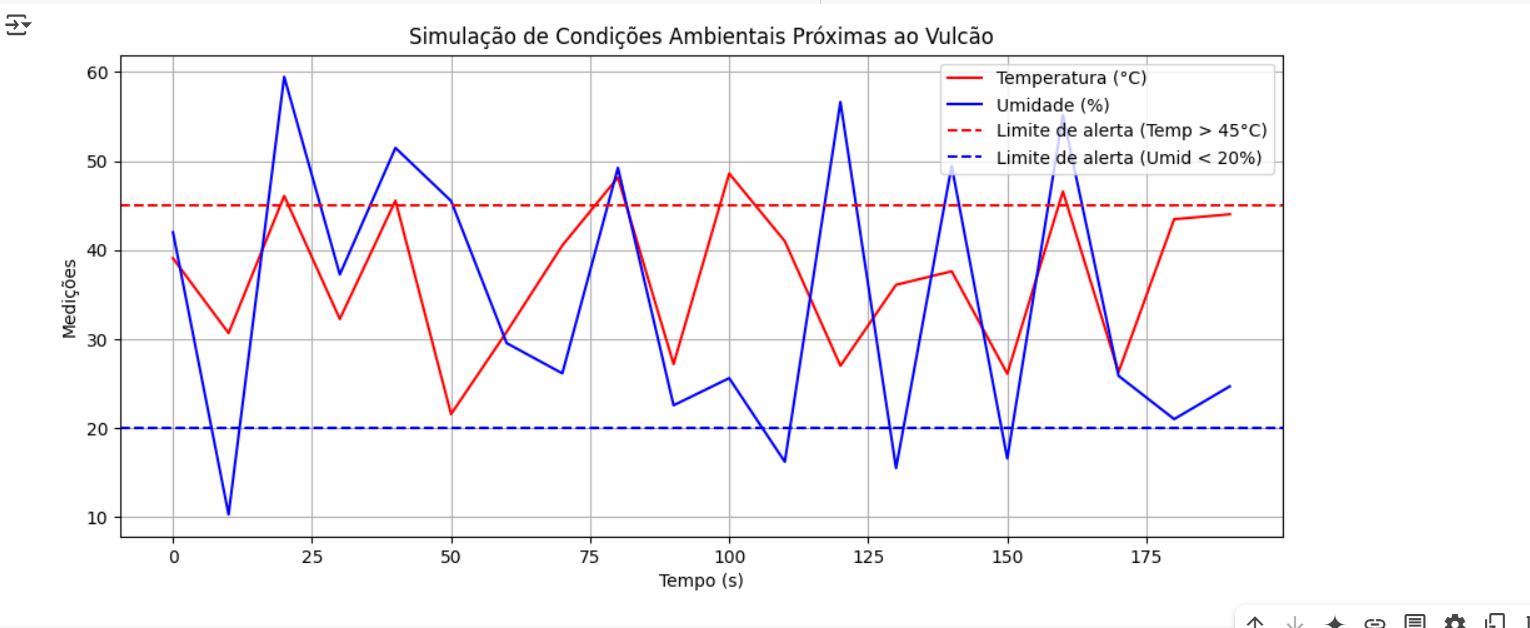 Simulação de Condições Ambientais Próximas ao Vulcão
Temperatura (°C)
Umidade (%)
Limite de alerta (Temp > 45°C)
Limite de alerta (Umid < 20%)
60
50
40
30
20
10
Medições
0 25 50 75 100 125 150 175
Tempo (s)